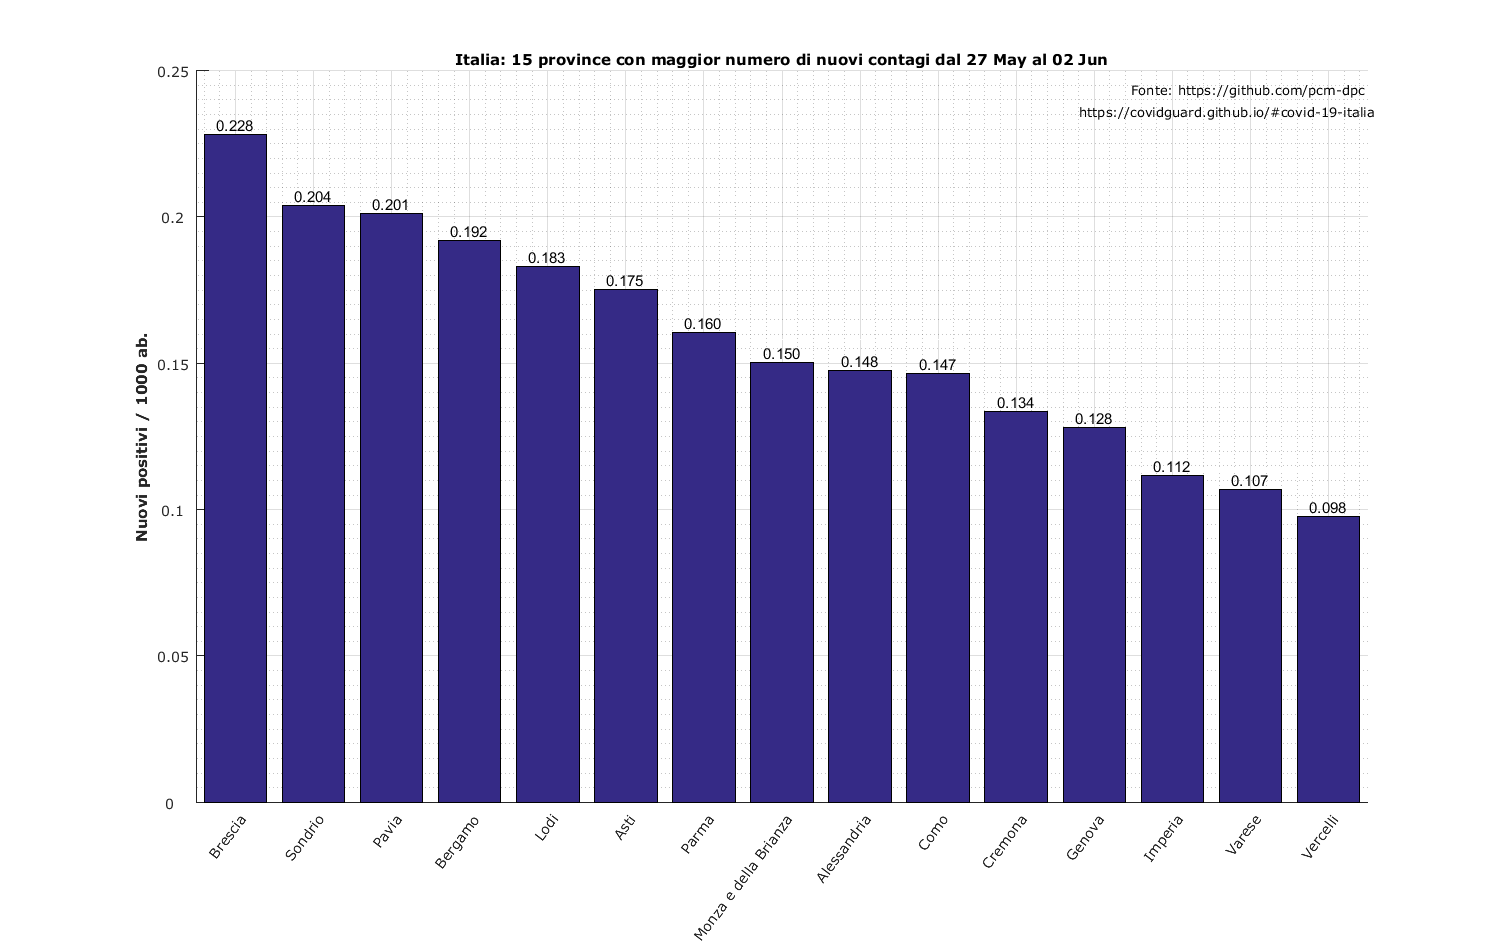 Italia: 15 province con maggior numero di nuovi contagi dal 27 May al 02 Jun
Fonte: https://github.com/pcm-dpc
https://covidguard.github.io/#covid-19-italia
Nuovi positivi / 1000 ab.
0.25
0.2
0.15
0.1
0.05
0
0.228
0.204
0.201
0.192
0.183
0.175
0.160
0.150
0.148
0.147
0.134
0.128
0.112
0.107
0.098
Brescia
Sondrio
Pavia
Bergamo
Lodi
Asti
Parma
Monza e della Brianza
Alessandria
Como
Cremona
Genova
Imperia
Varese
Vercelli